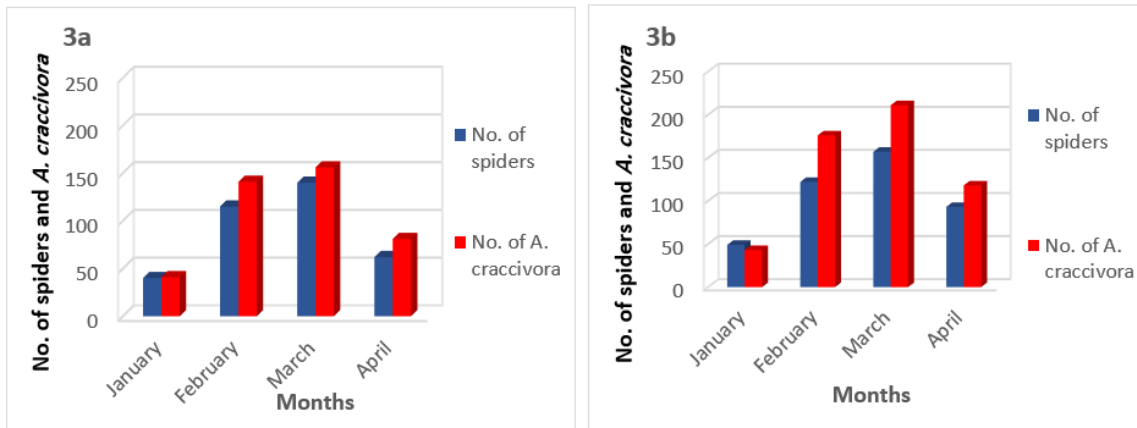 3a
No. of spiders and A. craccivora
250
200
150
100
50
0
January
February
March
April
Months
No. of
spiders
No. of A.
craccivora
3b
No. of spiders and A. craccivora
250
200
150
100
50
0
January
February
March
April
Months
No. of
spiders
No. of A.
craccivora